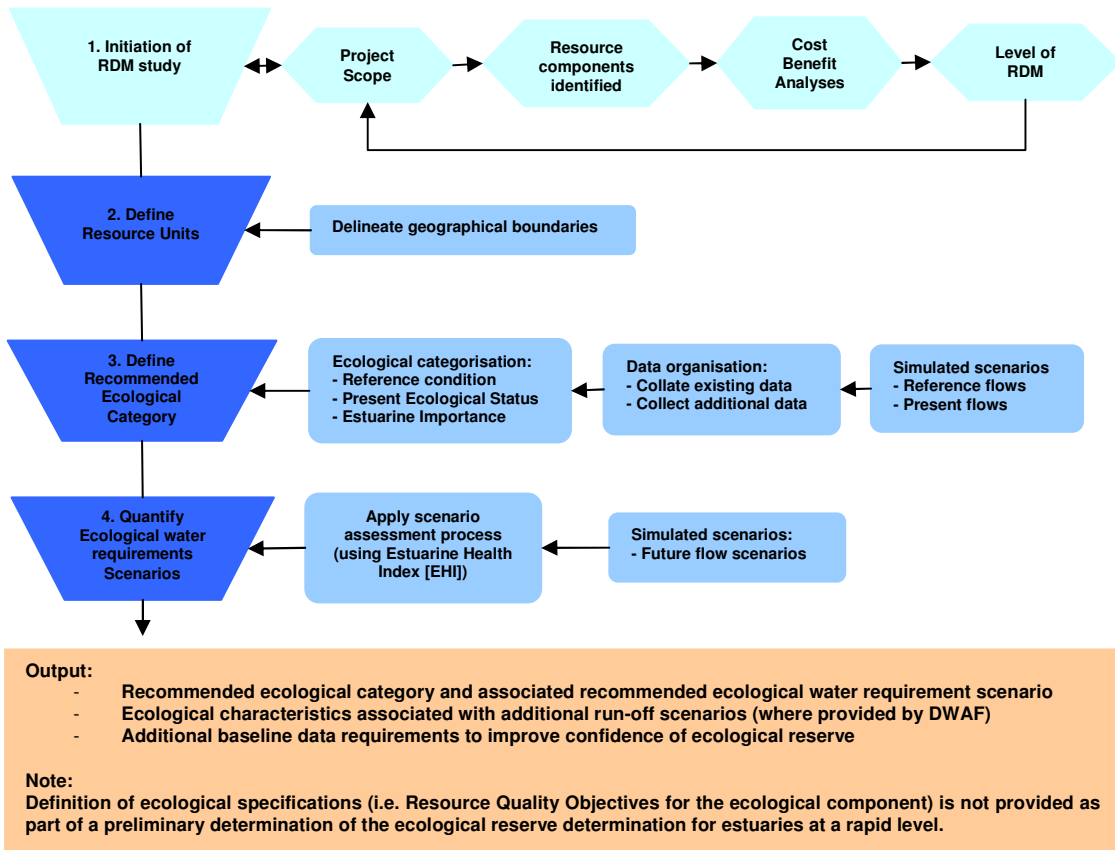 1. Initiation of
RDM study
Project
Scope
Resource
components
identified
Cost
Benefit
Analyses
Level of
RDM
2. Define
Resource Units
Delineate geographical boundaries
3. Define
Recommended
Ecological
Category
Ecological categorisation:
- Reference condition
- Present Ecological Status
- Estuarine Importance
Data organisation:
- Collate existing data
- Collect additional data
Simulated scenarios
- Reference flows
- Present flows
4. Quantify
Ecological water
requirements
Scenarios
Apply scenario
assessment process
(using Estuarine Health
Index [EHI])
Simulated scenarios:
- Future flow scenarios
Output:
- Recommended ecological category and associated recommended ecological water requirement scenario
- Ecological characteristics associated with additional run-off scenarios (where provided by DWAF)
- Additional baseline data requirements to improve confidence of ecological reserve
Note:
Definition of ecological specifications (i.e. Resource Quality Objectives for the ecological component) is not provided as
part of a preliminary determination of the ecological reserve determination for estuaries at a rapid level.